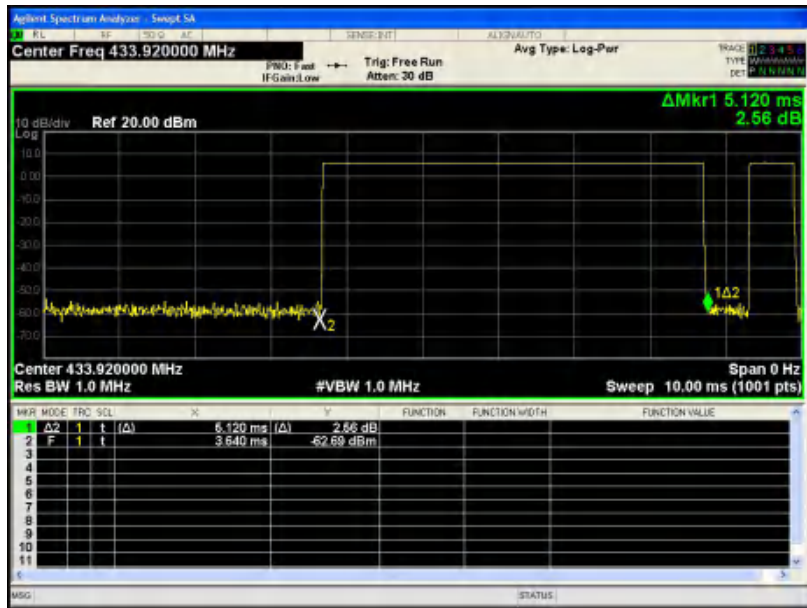 Agilent Spectrum Analyzer - Swept SA
RL RF 50 Ω AC SENSE:INT ALIGNAUTO
Center Freq 433.920000 MHz
Avg Type: Log-Pwr
TRACE 1 2 3 4 5 6
PNO: Fast
Trig: Free Run
TYPE
IFGain:Low
Atten: 30 dB
DET P N N N N N
ΔMkr1 5.120 ms
2.56 dB
10 dB/div Ref 20.00 dBm
Log
10.0
0.00
-10.0
-20.0
-30.0
-40.0
-50.0
-60.0
-70.0
1Δ2
2
Center 433.920000 MHz Span 0 Hz
Res BW 1.0 MHz #VBW 1.0 MHz Sweep 10.00 ms (1001 pts)
MKR MODE TRC SCL X Y FUNCTION FUNCTION WIDTH FUNCTION VALUE
1 Δ2 1 t (Δ) 5.120 ms (Δ) 2.56 dB
2 F 1 t 3.640 ms -62.69 dBm
3
4
5
6
7
8
9
10
11
MSG STATUS